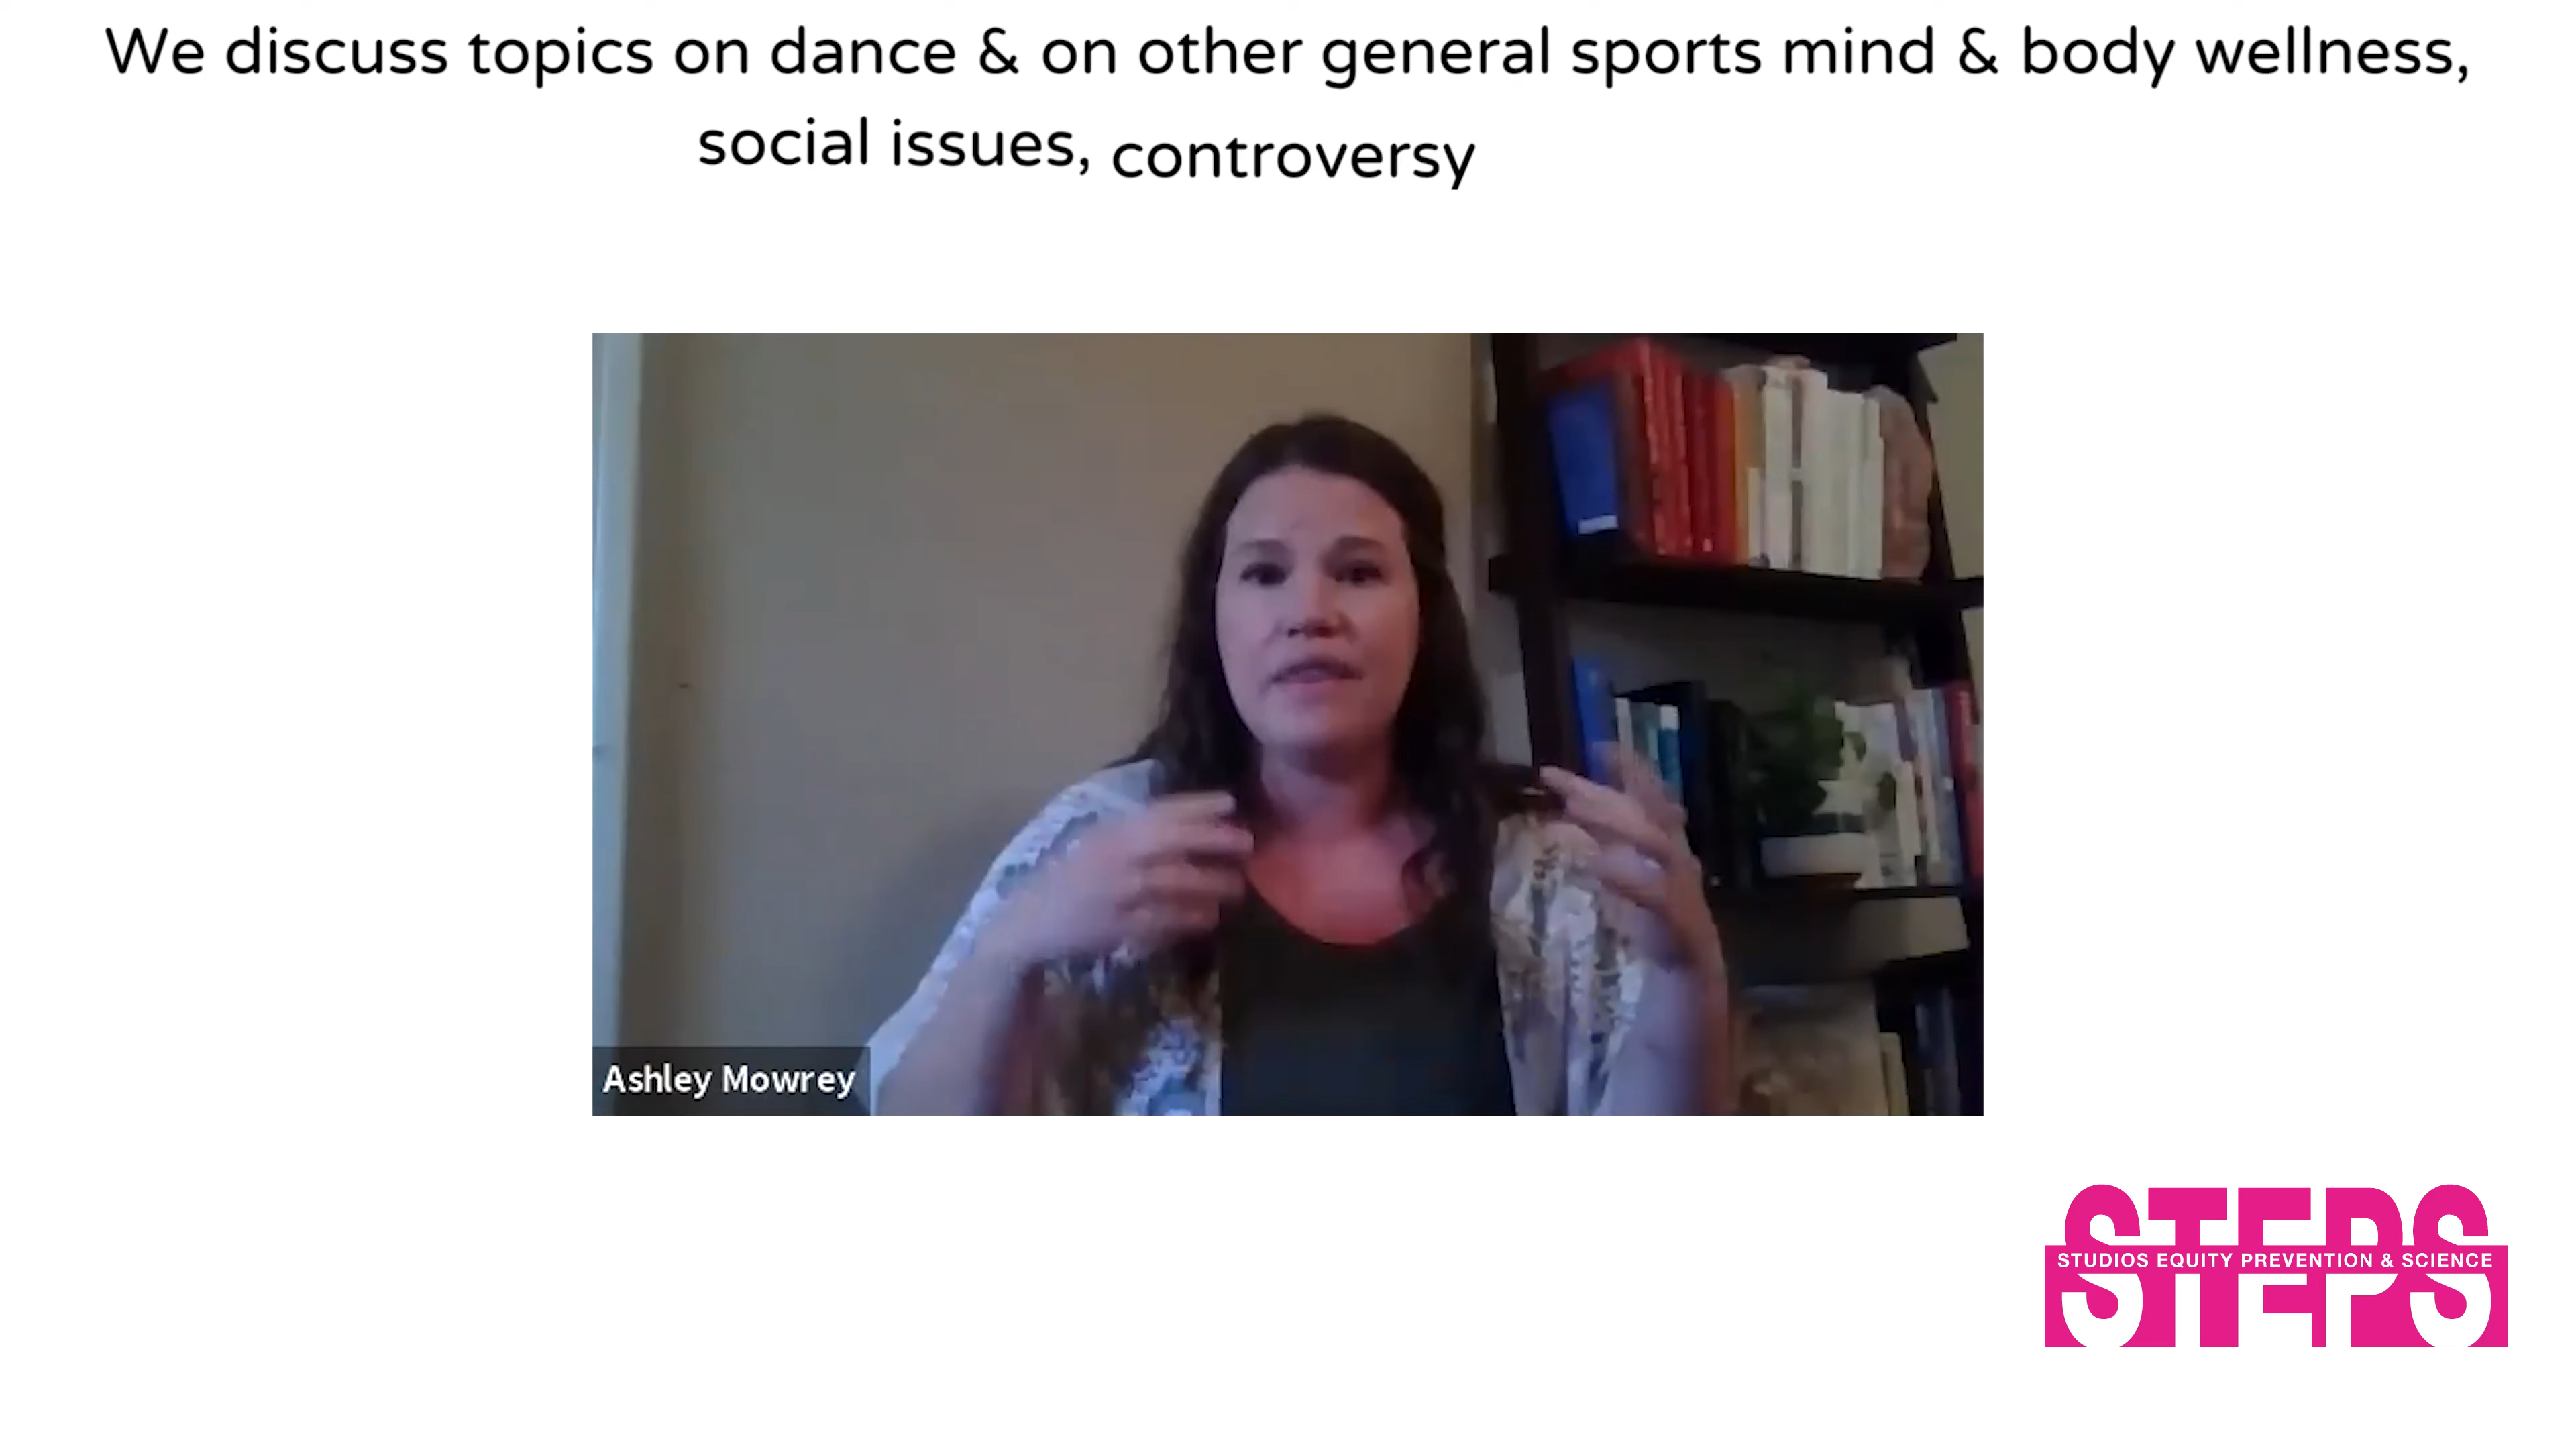 We discuss topics on dance & on other general sports mind & body wellness,
social issues, controversy
Ashley Mowrey
STEPS
STUDIOS EQUITY PREVENTION & SCIENCE